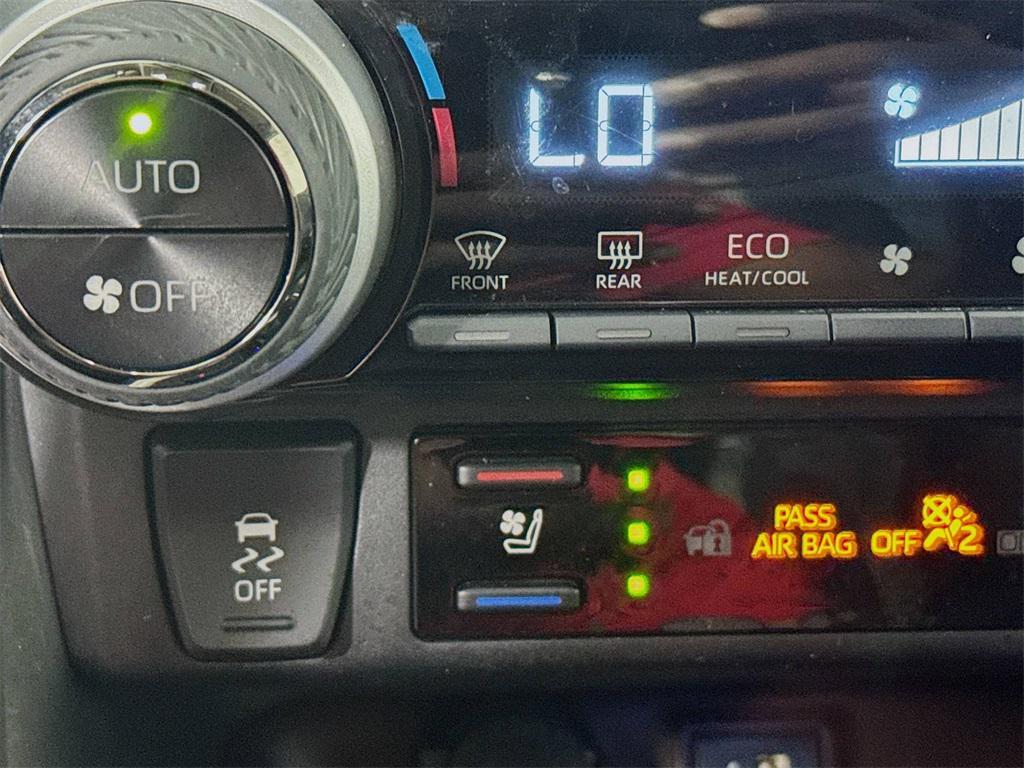 AUTO
OFF
LO
FRONT
REAR
ECO
HEAT/COOL
OFF
PASS
AIR BAG OFF 2